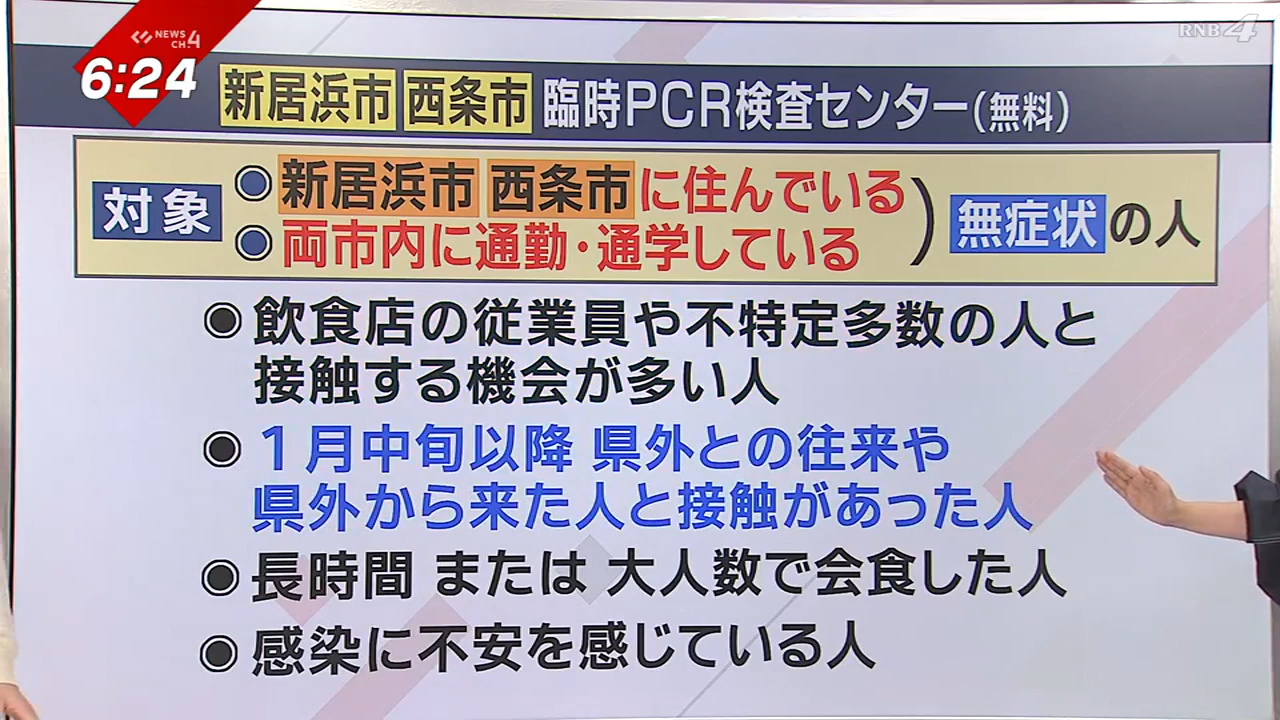 NEWS
CH.4
6:24
RNB 4
新居浜市 西条市 臨時PCR検査センター(無料)
対象
●新居浜市 西条市に住んでいる
●両市内に通勤・通学している
無症状の人
◉飲食店の従業員や不特定多数の人と
接触する機会が多い人
◉1月中旬以降 県外との往来や
県外から来た人と接触があった人
◉長時間 または 大人数で会食した人
◉感染に不安を感じている人